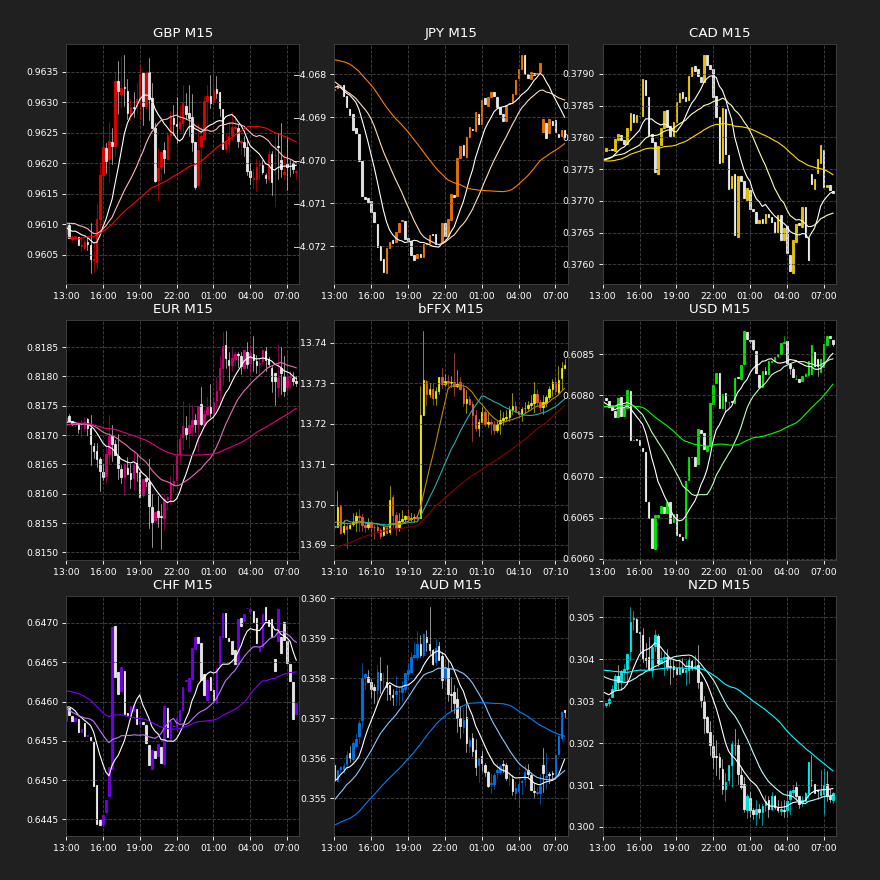 GBP M15 JPY M15 CAD M15
0.9635 0.9630 0.9625 0.9620 0.9615 0.9610 0.9605
−4.068 −4.069 −4.070 −4.071 −4.072
0.3790 0.3785 0.3780 0.3775 0.3770 0.3765 0.3760
13:00 16:00 19:00 22:00 01:00 04:00 07:00 13:00 16:00 19:00 22:00 01:00 04:00 07:00 13:00 16:00 19:00 22:00 01:00 04:00 07:00
EUR M15 bFFX M15 USD M15
0.8185 0.8180 0.8175 0.8170 0.8165 0.8160 0.8155 0.8150
13.74 13.73 13.72 13.71 13.70 13.69
0.6085 0.6080 0.6075 0.6070 0.6065 0.6060
13:00 16:00 19:00 22:00 01:00 04:00 07:00 13:10 16:10 19:10 22:10 01:10 04:10 07:10 13:00 16:00 19:00 22:00 01:00 04:00 07:00
CHF M15 AUD M15 NZD M15
0.6470 0.6465 0.6460 0.6455 0.6450 0.6445
0.360 0.359 0.358 0.357 0.356 0.355
0.305 0.304 0.303 0.302 0.301 0.300
13:00 16:00 19:00 22:00 01:00 04:00 07:00 13:00 16:00 19:00 22:00 01:00 04:00 07:00 13:00 16:00 19:00 22:00 01:00 04:00 07:00